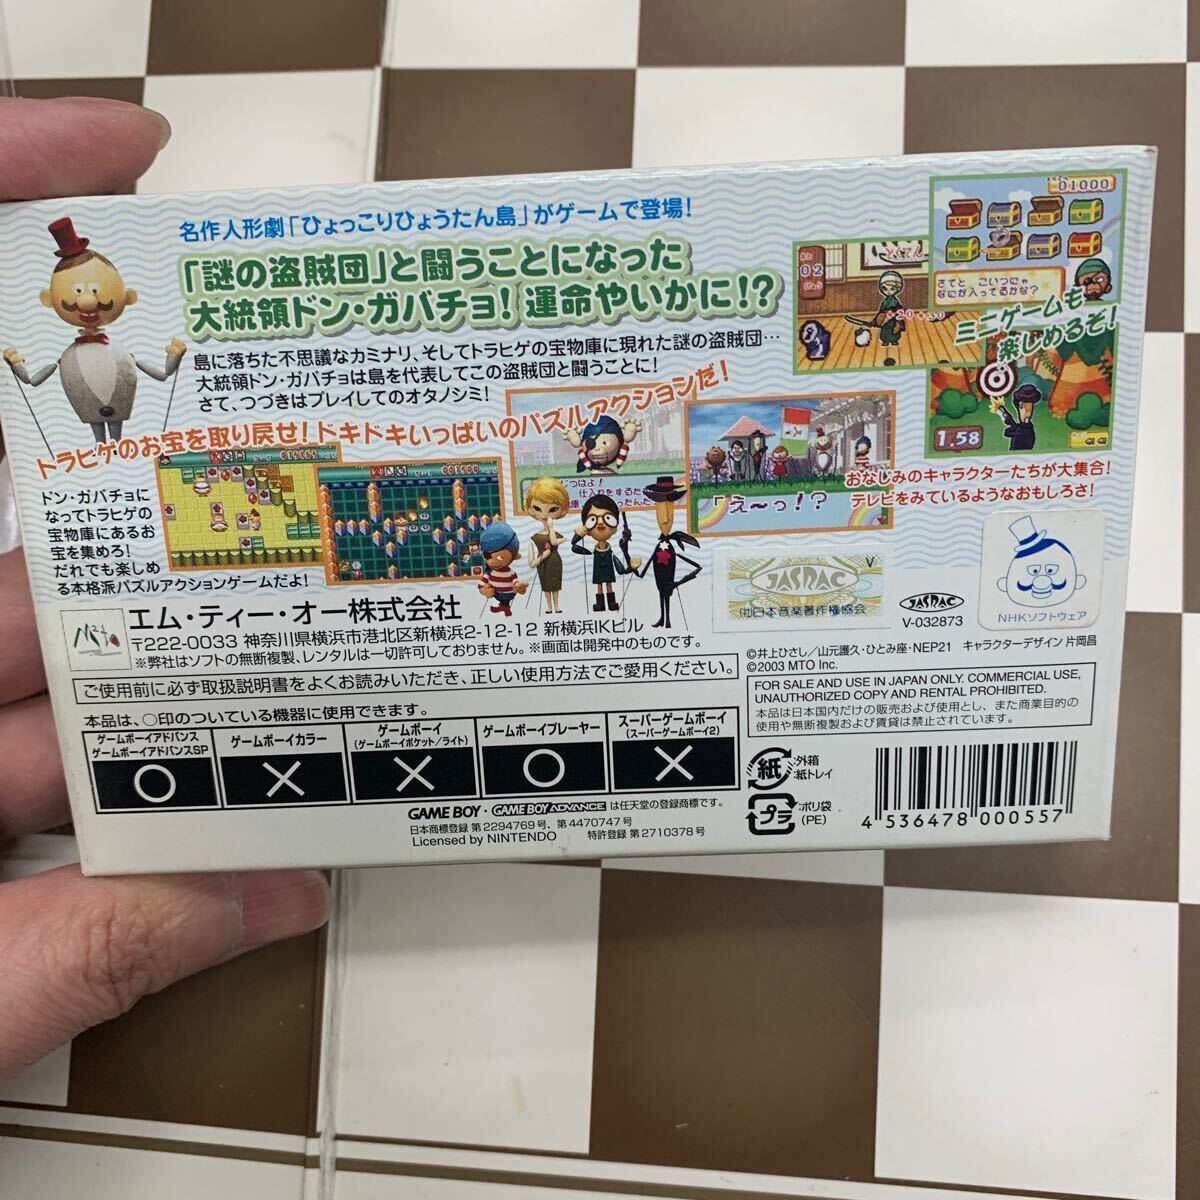 名作人形劇「ひょっこりひょうたん島」がゲームで登場!
「謎の盗賊団」と闘うことになった
大統領ドン・ガバチョ! 運命やいかに!?
島に落ちた不思議なカミナリ、そしてトラヒゲの宝物庫に現れた謎の盗賊団…
大統領ドン・ガバチョは島を代表してこの盗賊団と闘うことに!
さて、つづきはプレイしてのオタノシミ!
トラヒゲのお宝を取り戻せ! ドキドキいっぱいのパズルアクションだ!
ドン・ガバチョに
なってトラヒゲの
宝物庫にあるお
宝を集めろ!
だれでも楽しめ
る本格派パズルアクションゲームだよ!
01000
さてと こいつにゃ
なにが入ってるかな?
02
+20 +50
ミニゲームも
楽しめるぞ!
1.58
「え〜っ!?
おなじみのキャラクターたちが大集合!
テレビをみているようなおもしろさ!
エム・ティー・オー株式会社
〒222-0033 神奈川県横浜市港北区新横浜2-12-12 新横浜IKビル
※弊社はソフトの無断複製、レンタルは一切許可しておりません。※画面は開発中のものです。
ご使用前に必ず取扱説明書をよくお読みいただき、正しい使用方法でご愛用ください。
本品は、○印のついている機器に使用できます。
ゲームボーイアドバンス
ゲームボーイアドバンスSP
○
ゲームボーイカラー
×
ゲームボーイ
(ゲームボーイポケット/ライト)
×
ゲームボーイプレーヤー
○
スーパーゲームボーイ
(スーパーゲームボーイ2)
×
GAME BOY・GAME BOY ADVANCE は任天堂の登録商標です。
日本商標登録 第2294769号、第4470747号 特許登録 第2710378号
Licensed by NINTENDO
V
JASRAC
(社)日本音楽著作権協会
JASRAC
V-032873
NHKソフトウェア
©井上ひさし/山元護久・ひとみ座・NEP21 キャラクターデザイン 片岡昌
©2003 MTO Inc.
FOR SALE AND USE IN JAPAN ONLY. COMMERCIAL USE,
UNAUTHORIZED COPY AND RENTAL PROHIBITED.
本品は日本国内だけの販売および使用とし、また商業目的の
使用や無断複製および賃貸は禁止されています。
紙
:外箱
:紙トレイ
プラ
:ポリ袋
(PE)
4 536478 000557